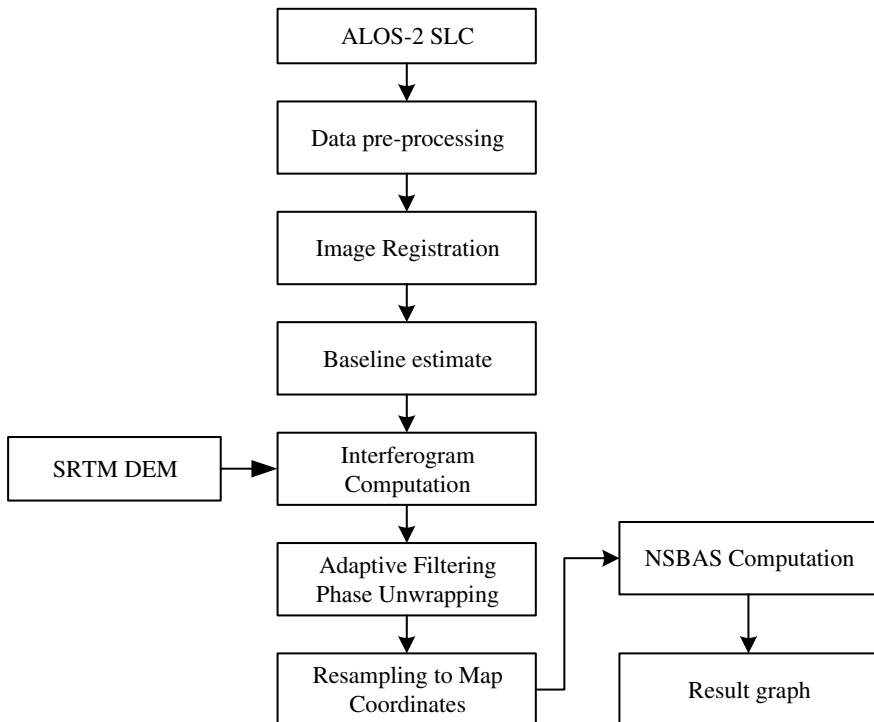 ALOS-2 SLC
Data pre-processing
Image Registration
Baseline estimate
SRTM DEM
Interferogram
Computation
Adaptive Filtering
Phase Unwrapping
Resampling to Map
Coordinates
NSBAS Computation
Result graph